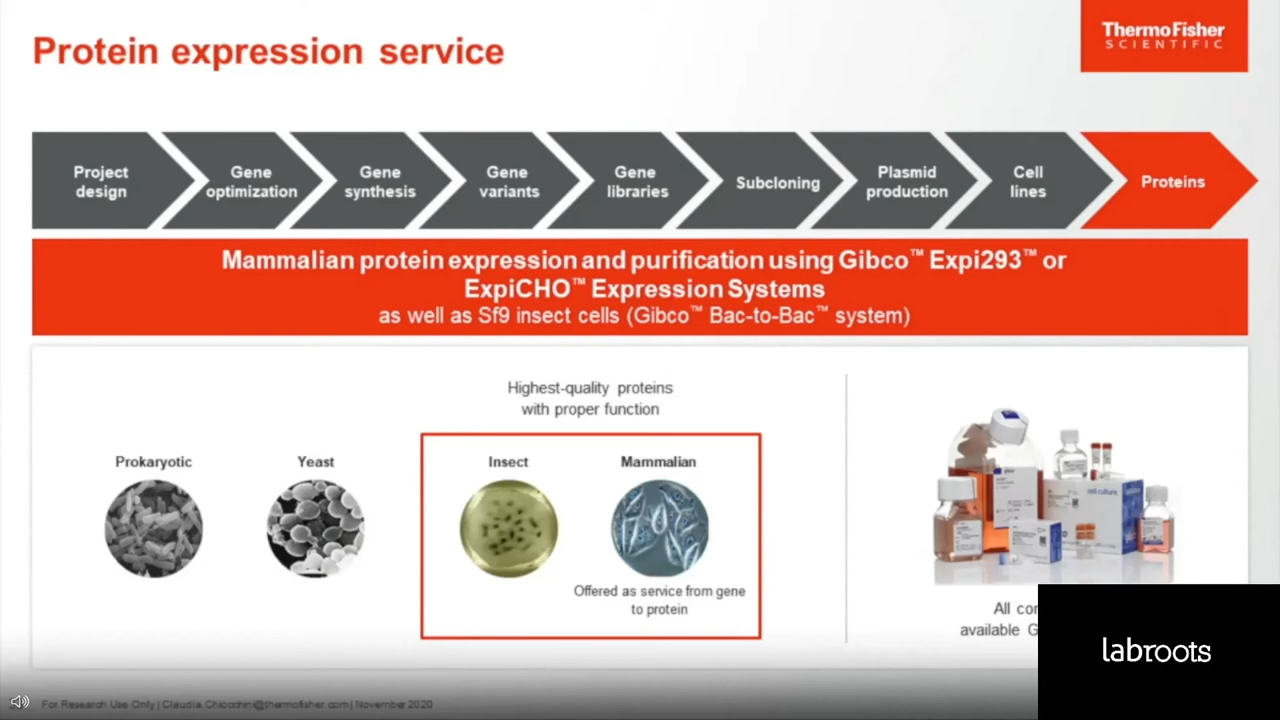 Protein expression service
ThermoFisher
SCIENTIFIC
Project
design
Gene
optimization
Gene
synthesis
Gene
variants
Gene
libraries
Subcloning
Plasmid
production
Cell
lines
Proteins
Mammalian protein expression and purification using Gibco™ Expi293™ or
ExpiCHO™ Expression Systems
as well as Sf9 insect cells (Gibco™ Bac-to-Bac™ system)
Highest-quality proteins
with proper function
Prokaryotic
Yeast
Insect
Mammalian
Offered as service from gene
to protein
cell culture
All
available
labroots
For Research Use Only | Claudia.Chiocchini@thermofisher.com | November 2020